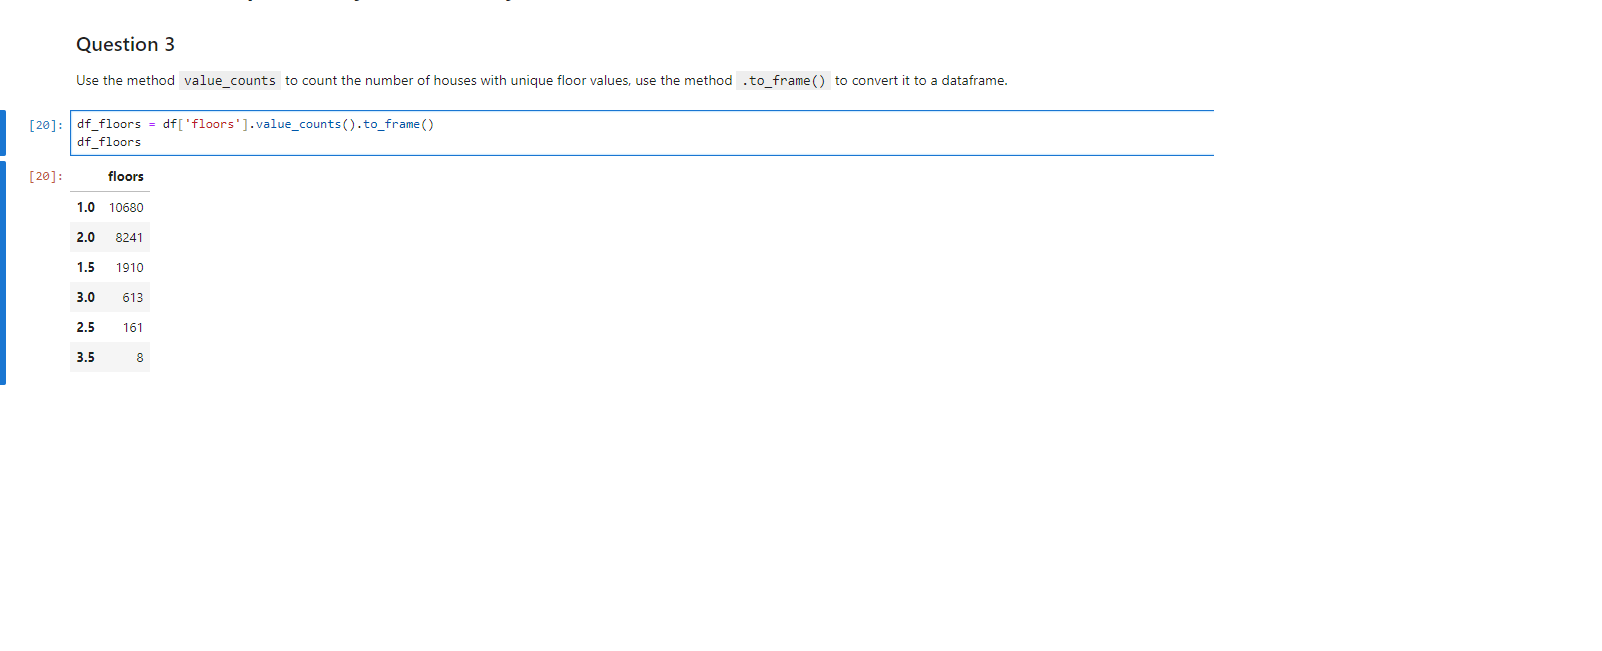 Question 3
Use the method value_counts to count the number of houses with unique floor values, use the method .to_frame() to convert it to a dataframe.
[20]: df_floors = df['floors'].value_counts().to_frame()
df_floors
[20]: floors
1.0 10680
2.0 8241
1.5 1910
3.0 613
2.5 161
3.5 8